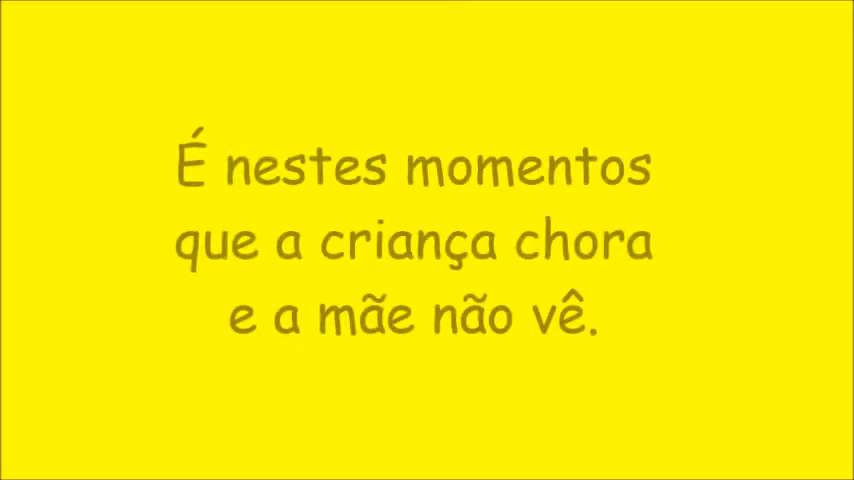 É nestes momentos
que a criança chora
e a mãe não vê.